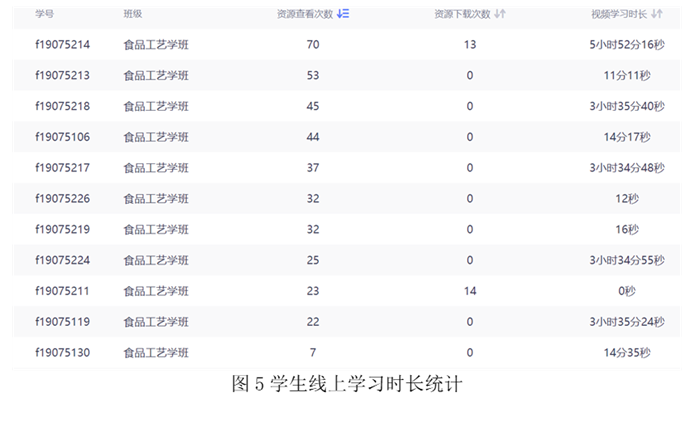 学号 班级 资源查看次数 资源下载次数 视频学习时长
f19075214 食品工艺学班 70 13 5小时52分16秒
f19075213 食品工艺学班 53 0 11分11秒
f19075218 食品工艺学班 45 0 3小时35分40秒
f19075106 食品工艺学班 44 0 14分17秒
f19075217 食品工艺学班 37 0 3小时34分48秒
f19075226 食品工艺学班 32 0 12秒
f19075219 食品工艺学班 32 0 16秒
f19075224 食品工艺学班 25 0 3小时34分55秒
f19075211 食品工艺学班 23 14 0秒
f19075119 食品工艺学班 22 0 3小时35分24秒
f19075130 食品工艺学班 7 0 14分35秒
图 5 学生线上学习时长统计